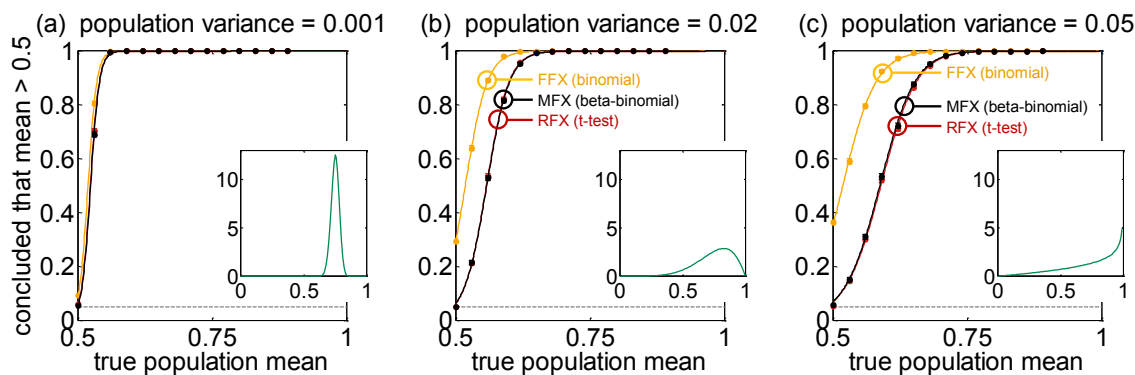 (a) population variance = 0.001
(b) population variance = 0.02
(c) population variance = 0.05
concluded that mean > 0.5
1
0.8
0.6
0.4
0.2
0
10
5
0
0 0.5 1
0.5 0.75 1
true population mean
1
0.8
0.6
0.4
0.2
0
FFX (binomial)
MFX (beta-binomial)
RFX (t-test)
10
5
0
0 0.5 1
0.5 0.75 1
true population mean
1
0.8
0.6
0.4
0.2
0
FFX (binomial)
MFX (beta-binomial)
RFX (t-test)
10
5
0
0 0.5 1
0.5 0.75 1
true population mean